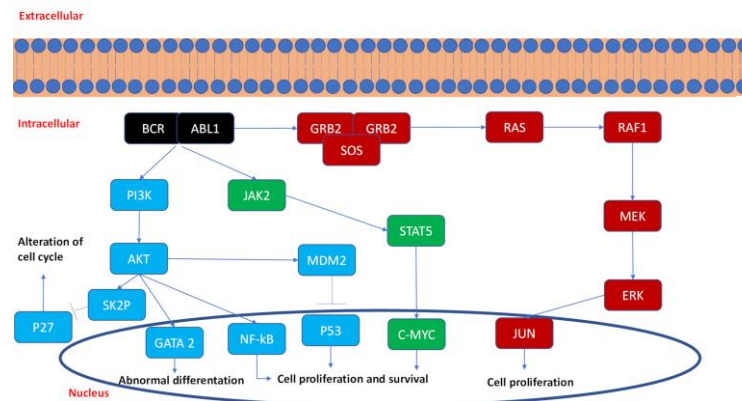 Extracellular
Intracellular
BCR ABL1 GRB2 GRB2 RAS RAF1
SOS
PI3K JAK2
MEK
STAT5
Alteration of
cell cycle
AKT MDM2
SK2P ERK
P27 GATA 2 NF-kB P53 C-MYC JUN
Abnormal differentation Cell proliferation and survival Cell proliferation
Nucleus